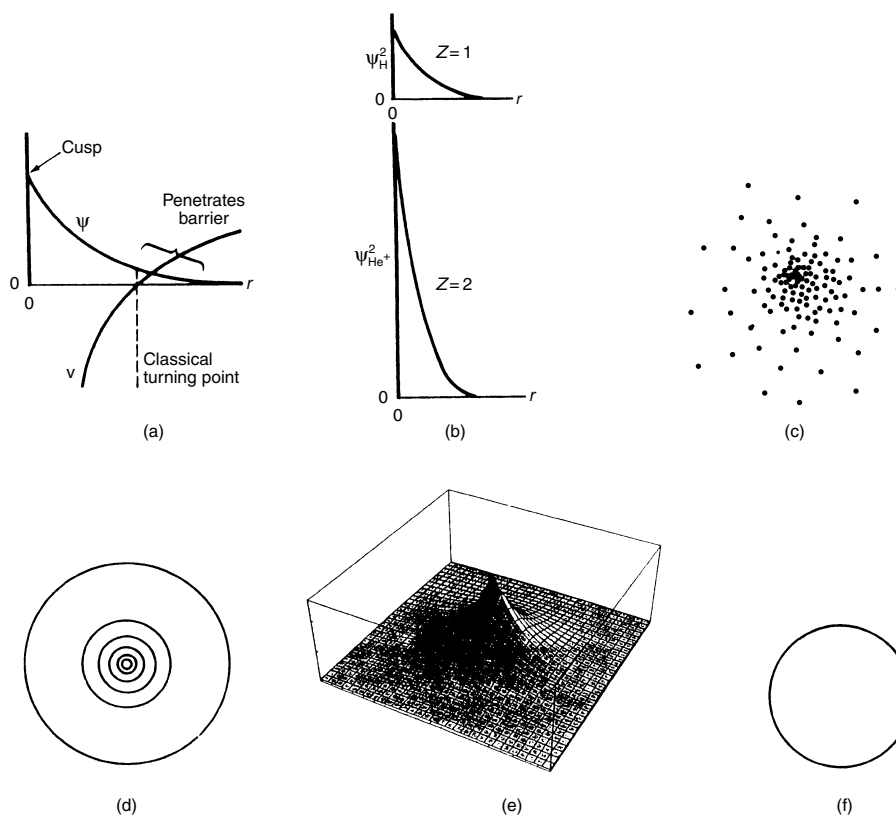 Cusp
ψ
Penetrates
barrier
0
r
0
v
Classical
turning point
(a)
ψ²H
Z = 1
0
r
0
ψ²He+
Z = 2
0
r
0
(b)
(c)
(d)
(e)
(f)